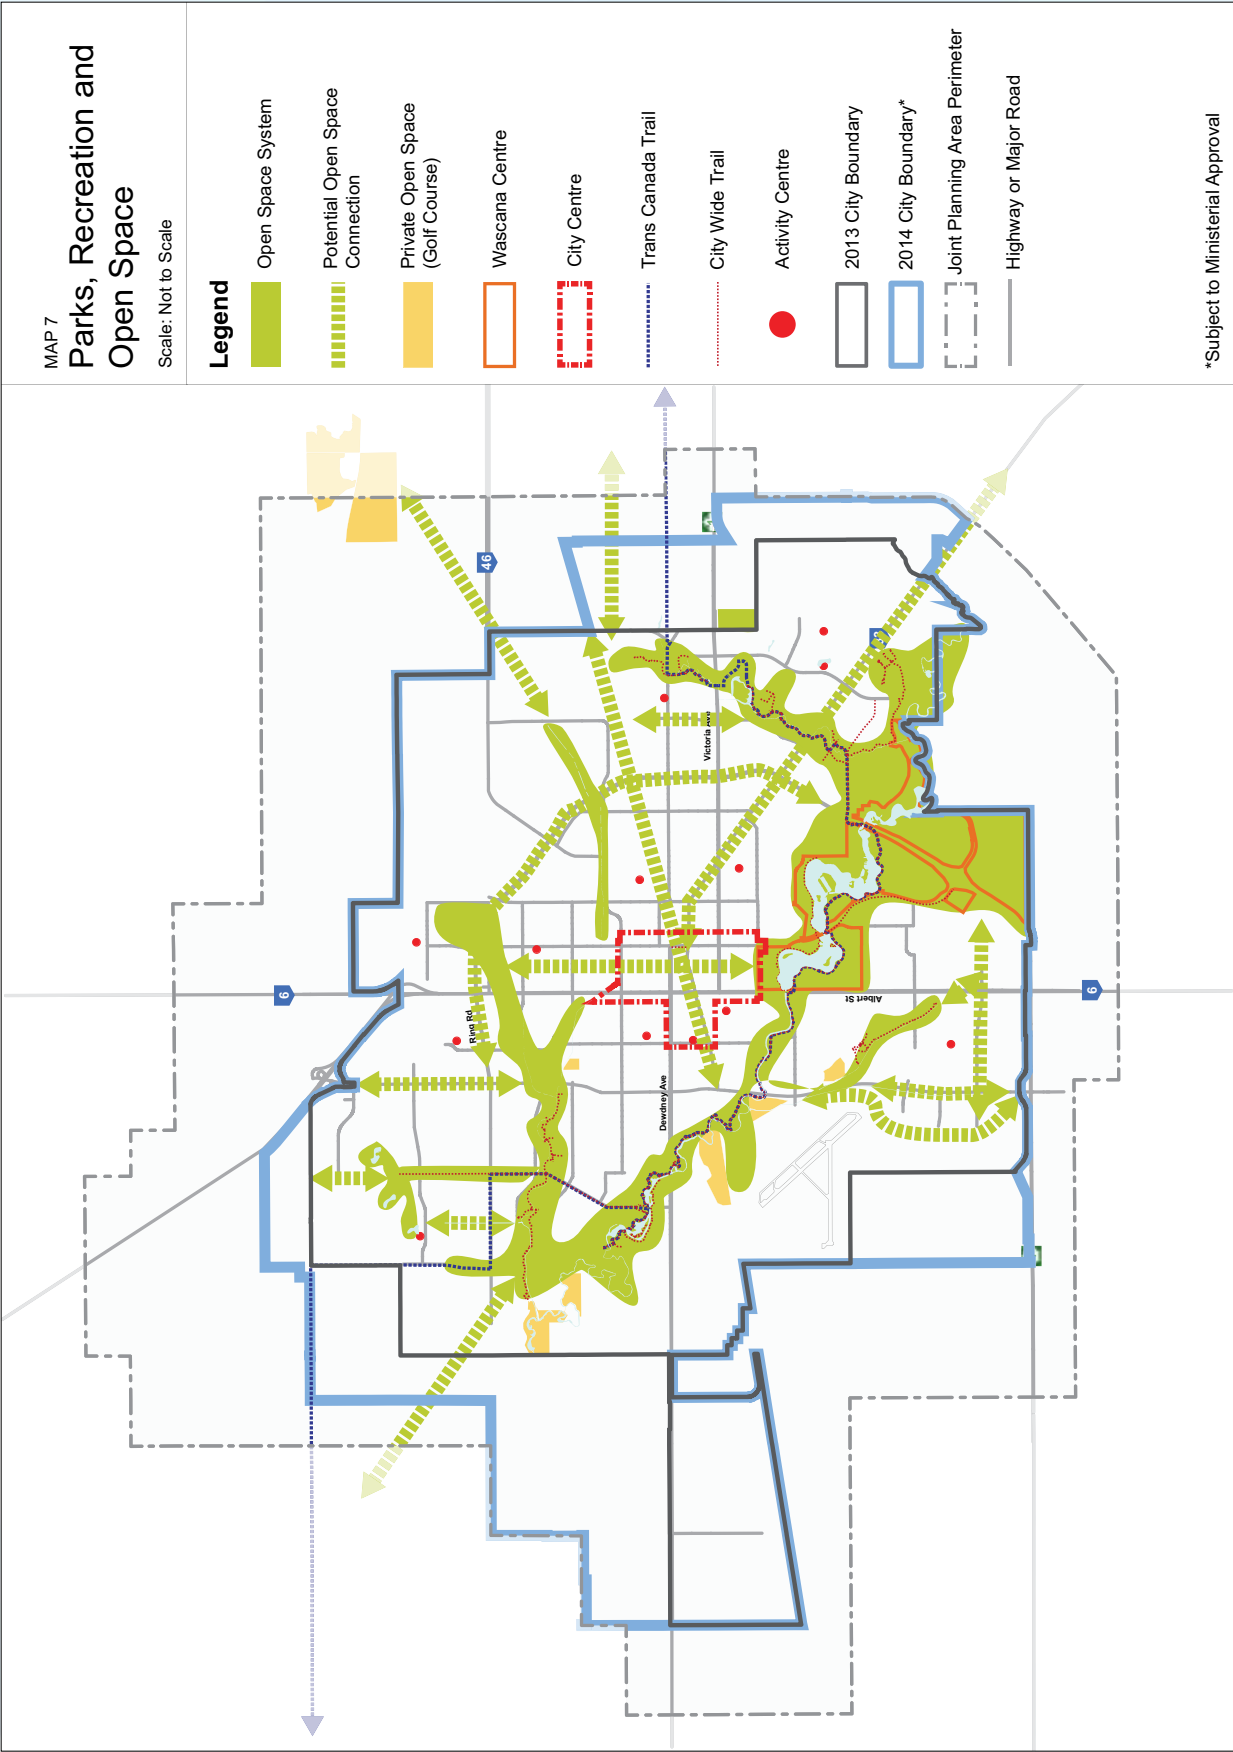 MAP 7
Parks, Recreation and
Open Space
Scale: Not to Scale
Legend
Open Space System
Potential Open Space
Connection
Private Open Space
(Golf Course)
Wascana Centre
City Centre
Trans Canada Trail
City Wide Trail
Activity Centre
2013 City Boundary
2014 City Boundary*
Joint Planning Area Perimeter
Highway or Major Road
*Subject to Ministerial Approval
46
6
6
Ring Rd
Victoria Ave
Dewdney Ave
Albert St